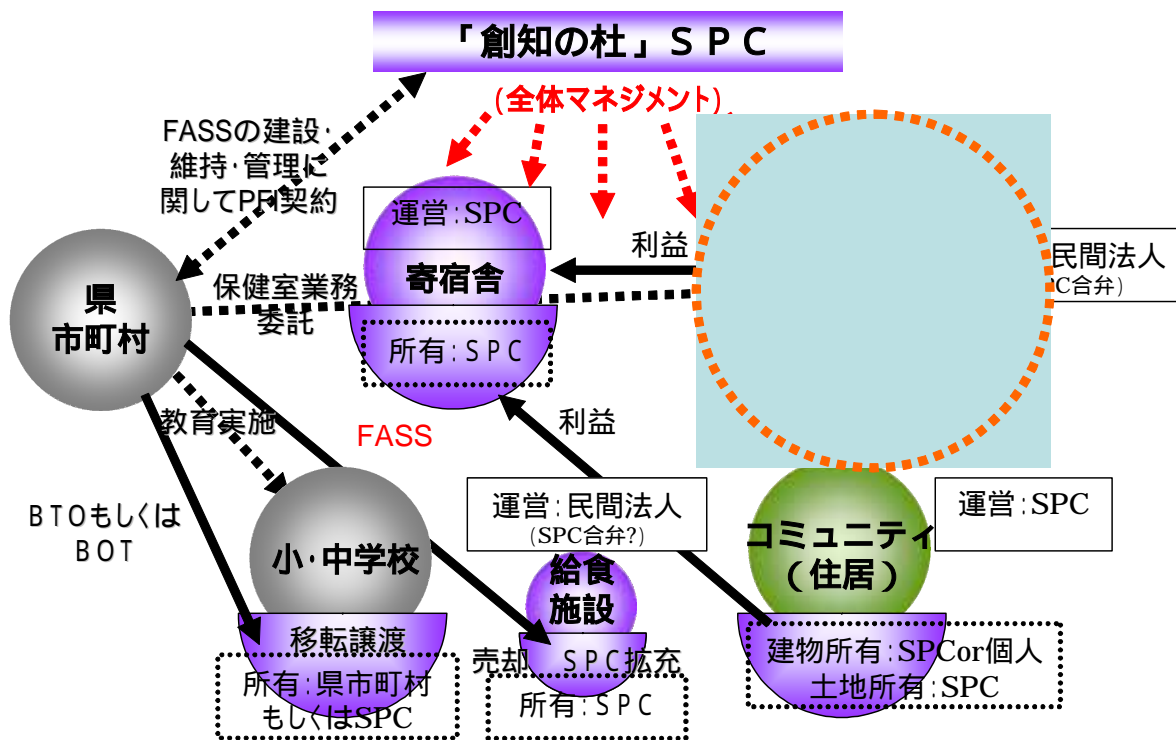 「創知の杜」ＳＰＣ
(全体マネジメント)
FASSの建設・
維持・管理に
関してPFI契約
運営:SPC
利益
民間法人
C合弁)
寄宿舎
県
市町村
保健室業務
委託
所有:ＳＰＣ
教育実施
FASS
利益
ＢＴＯもしくは
ＢＯＴ
運営:民間法人
(SPC合弁?)
運営:SPC
コミュニティ
（住居）
小・中学校
給食
施設
移転譲渡
所有:県市町村
もしくはSPC
売却　SPC拡充
所有:ＳＰＣ
建物所有:SPCor個人
土地所有:SPC